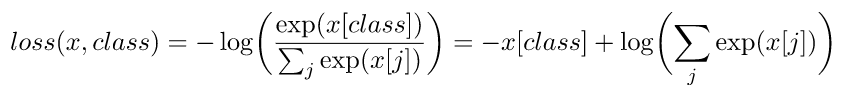 loss(x, class) = − log( exp(x[class]) / ∑_j exp(x[j]) ) = −x[class] + log( ∑_j exp(x[j]) )